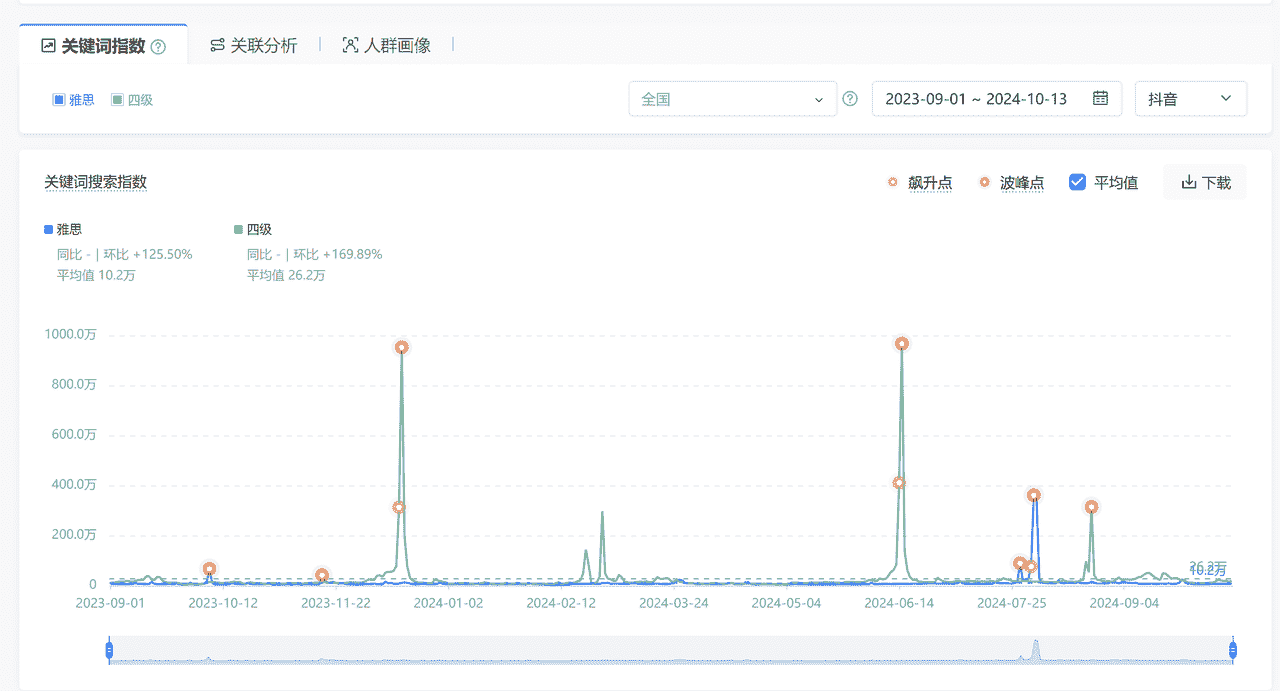 关键词指数 关联分析 人群画像
雅思 四级 全国 2023-09-01 ~ 2024-10-13 抖音
关键词搜索指数 飙升点 波峰点 平均值 下载
雅思 四级
同比 - | 环比 +125.50% 同比 - | 环比 +169.89%
平均值 10.2万 平均值 26.2万
1000.0万
800.0万
600.0万
400.0万
200.0万
26.2万
10.2万
0
2023-09-01 2023-10-12 2023-11-22 2024-01-02 2024-02-12 2024-03-24 2024-05-04 2024-06-14 2024-07-25 2024-09-04